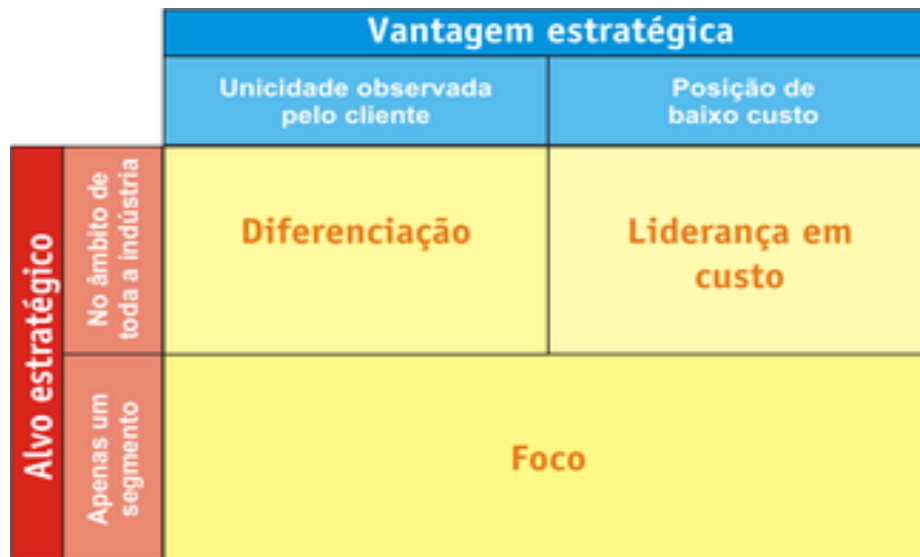 Vantagem estratégica
Unicidade observada
pelo cliente
Posição de
baixo custo
Alvo estratégico
No âmbito de
toda a indústria
Diferenciação
Liderança em
custo
Apenas um
segmento
Foco